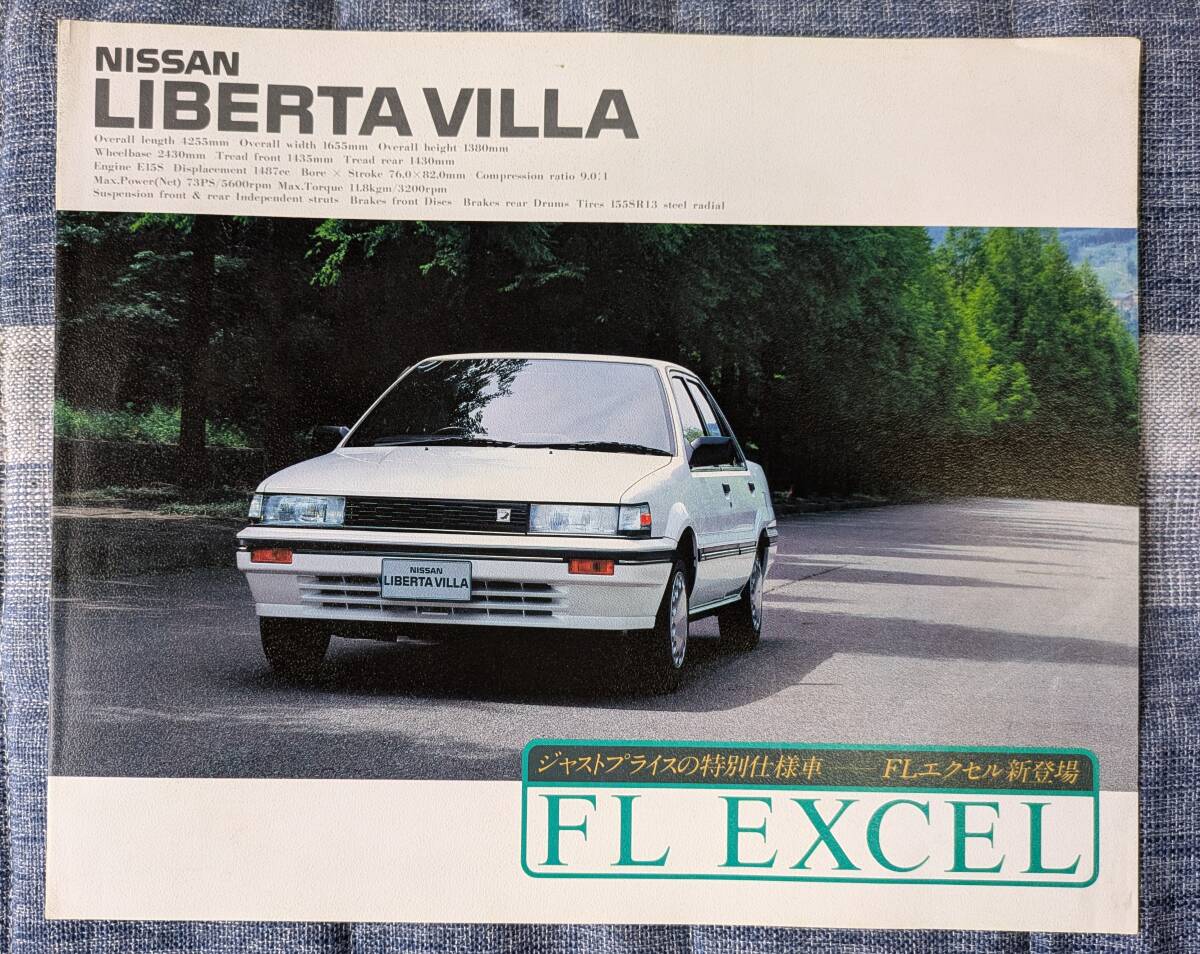 NISSAN
LIBERTA VILLA
Overall length 4255mm Overall width 1655mm Overall height 1380mm
Wheelbase 2430mm Tread front 1435mm Tread rear 1430mm
Engine E15S Displacement 1487cc Bore × Stroke 76.0×82.0mm Compression ratio 9.0:1
Max.Power(Net) 73PS/5600rpm Max.Torque 11.8kgm/3200rpm
Suspension front & rear Independent struts Brakes front Discs Brakes rear Drums Tires 155SR13 steel radial
NISSAN
LIBERTA VILLA
ジャストプライスの特別仕様車——FLエクセル新登場
FL EXCEL